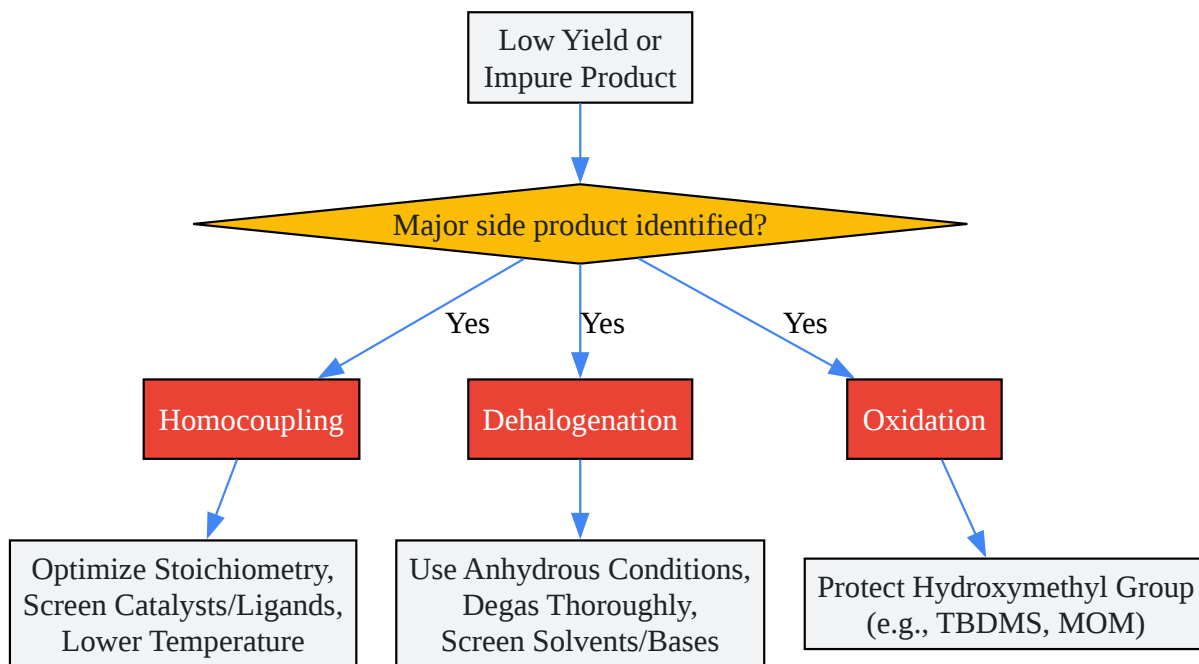 Low Yield or
Impure Product
Major side product identified?
Yes
Yes
Yes
Homocoupling
Dehalogenation
Oxidation
Optimize Stoichiometry,
Screen Catalysts/Ligands,
Lower Temperature
Use Anhydrous Conditions,
Degas Thoroughly,
Screen Solvents/Bases
Protect Hydroxymethyl Group
(e.g., TBDMS, MOM)